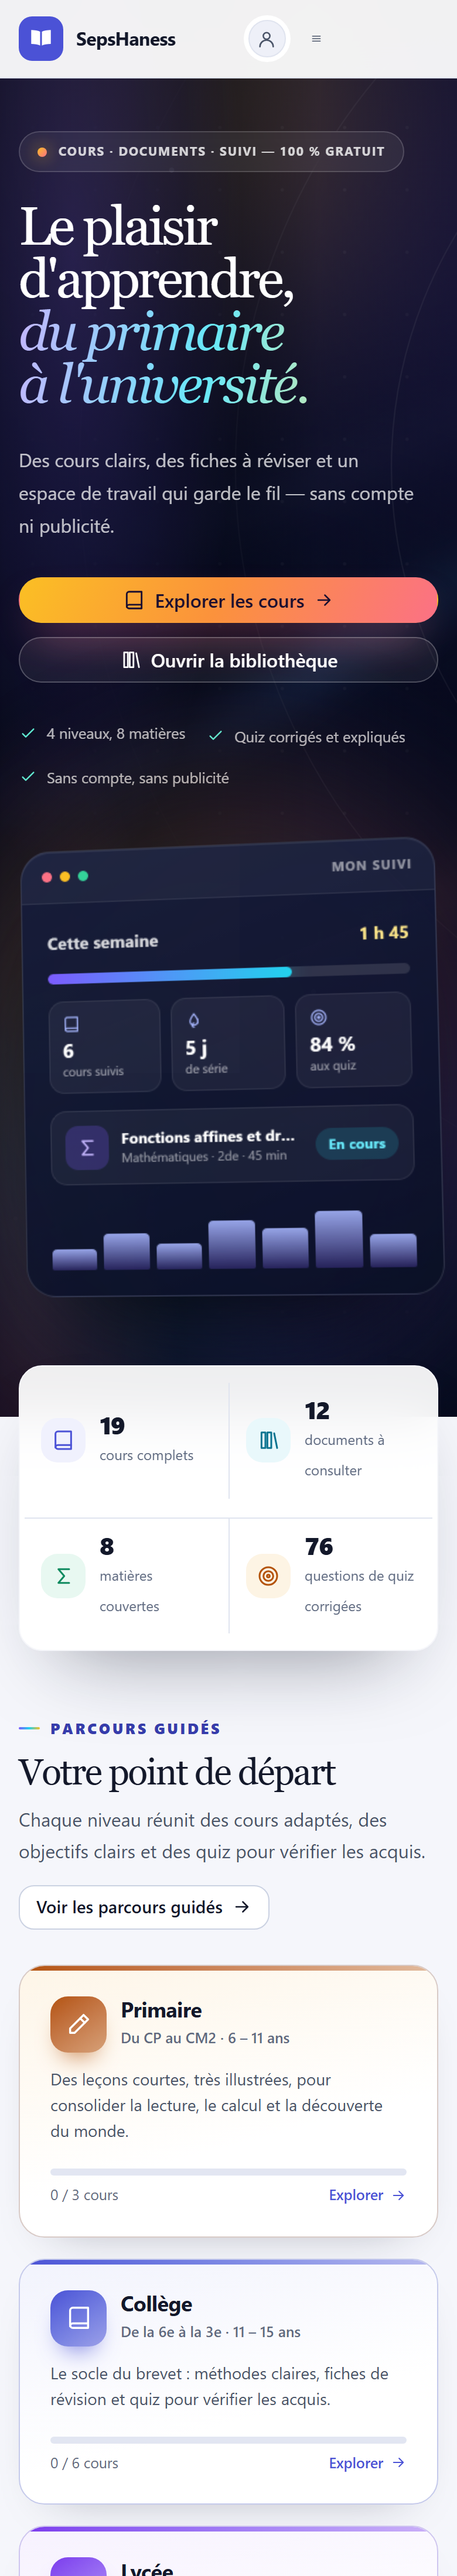 SepsHaness
COURS · DOCUMENTS · SUIVI — 100 % GRATUIT
Le plaisir
d'apprendre,
du primaire
à l'université.
Des cours clairs, des fiches à réviser et un
espace de travail qui garde le fil — sans compte
ni publicité.
Explorer les cours →
Ouvrir la bibliothèque
4 niveaux, 8 matières
Quiz corrigés et expliqués
Sans compte, sans publicité
MON SUIVI
Cette semaine
1 h 45
6
cours suivis
5 j
de série
84 %
aux quiz
Σ
Fonctions affines et dr...
Mathématiques · 2de · 45 min
En cours
19
cours complets
12
documents à
consulter
Σ
8
matières
couvertes
76
questions de quiz
corrigées
PARCOURS GUIDÉS
Votre point de départ
Chaque niveau réunit des cours adaptés, des
objectifs clairs et des quiz pour vérifier les acquis.
Voir les parcours guidés →
Primaire
Du CP au CM2 · 6 – 11 ans
Des leçons courtes, très illustrées, pour
consolider la lecture, le calcul et la découverte
du monde.
0 / 3 cours
Explorer →
Collège
De la 6e à la 3e · 11 – 15 ans
Le socle du brevet : méthodes claires, fiches de
révision et quiz pour vérifier les acquis.
0 / 6 cours
Explorer →
Lycée